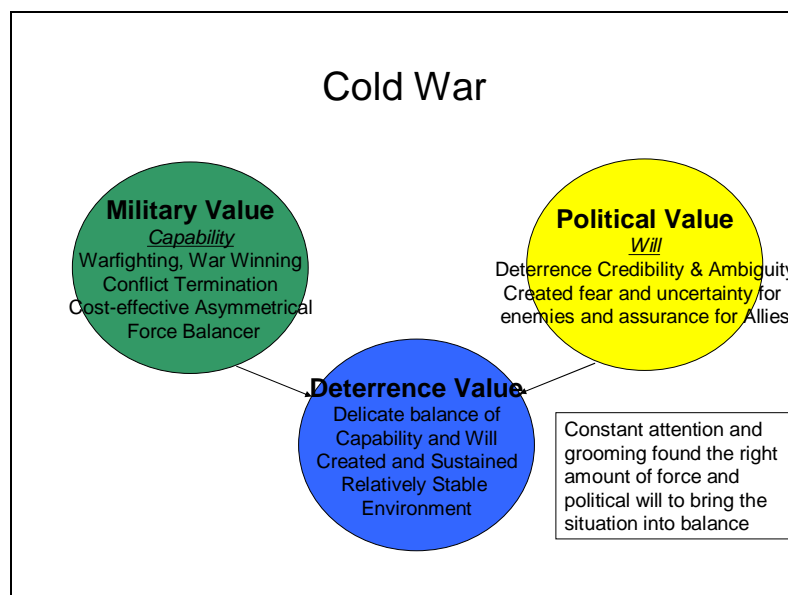 Cold War
Military Value
Capability
Warfighting, War Winning
Conflict Termination
Cost-effective Asymmetrical
Force Balancer
Political Value
Will
Deterrence Credibility & Ambiguity
Created fear and uncertainty for
enemies and assurance for Allies
Deterrence Value
Delicate balance of
Capability and Will
Created and Sustained
Relatively Stable
Environment
Constant attention and
grooming found the right
amount of force and
political will to bring the
situation into balance